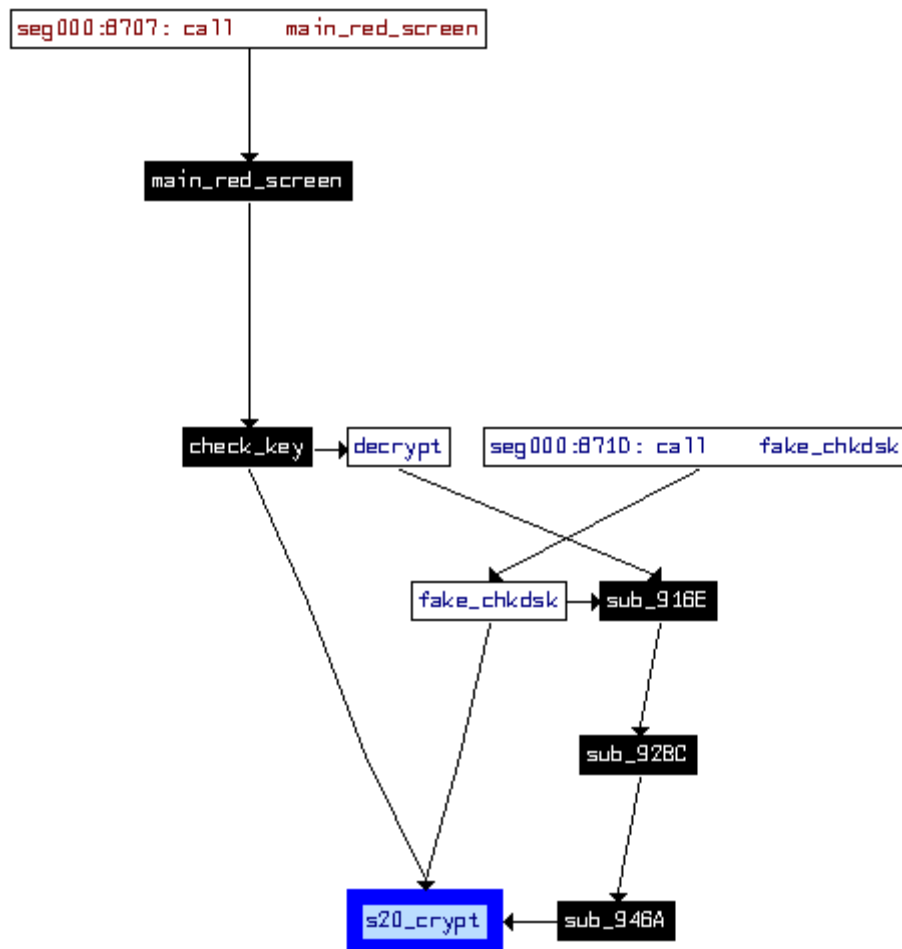 seg000:8707: call    main_red_screen
main_red_screen
check_key
decrypt
seg000:871D: call    fake_chkdsk
fake_chkdsk
sub_916E
sub_92BC
s20_crypt
sub_946A